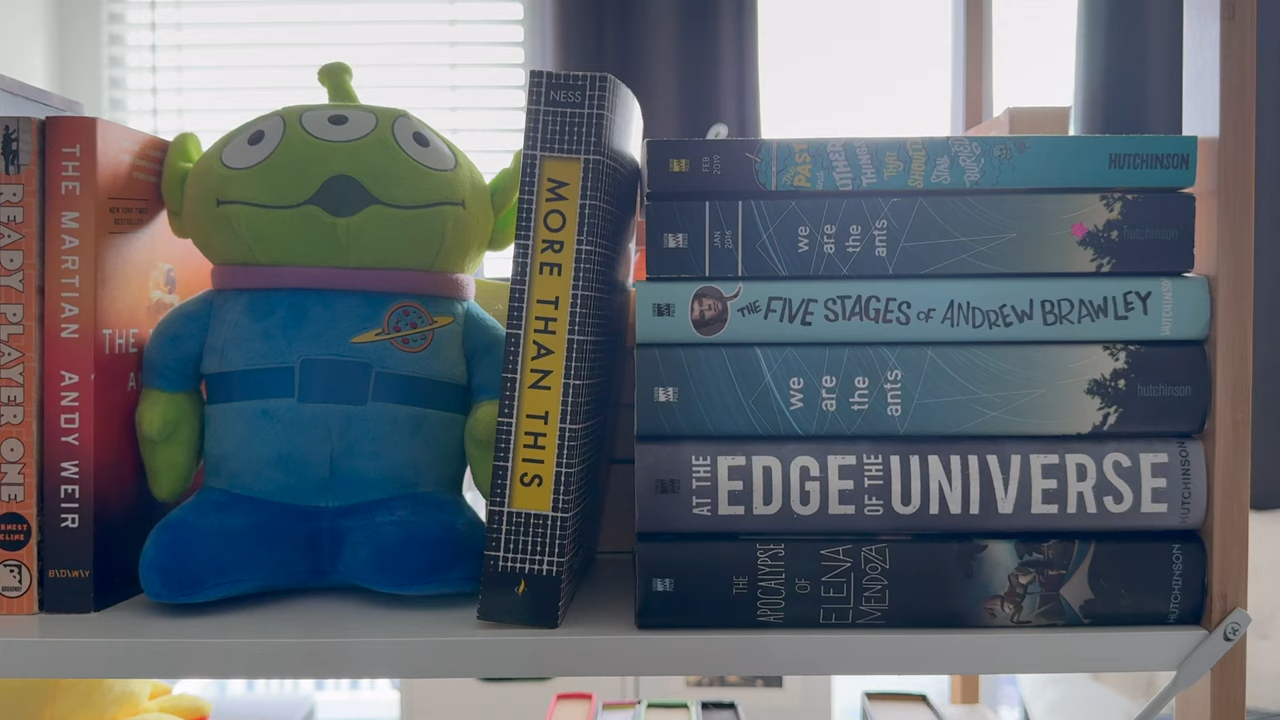 READY PLAYER ONE
ERNEST
CLINE
THE MARTIAN ANDY WEIR
B\D\W\Y
NEW YORK TIMES
BESTSELLER
THE
NESS
MORE THAN THIS
FEB
2019
The PAST and OTHER THINGS THAT SHOULD STAY BURIED
HUTCHINSON
JAN
2016
we
are
the
ants
hutchinson
THE FIVE STAGES OF ANDREW BRAWLEY
HUTCHINSON
we
are
the
ants
hutchinson
AT THE EDGE OF THE UNIVERSE
HUTCHINSON
THE
APOCALYPSE
OF
ELENA
MENDOZA
HUTCHINSON